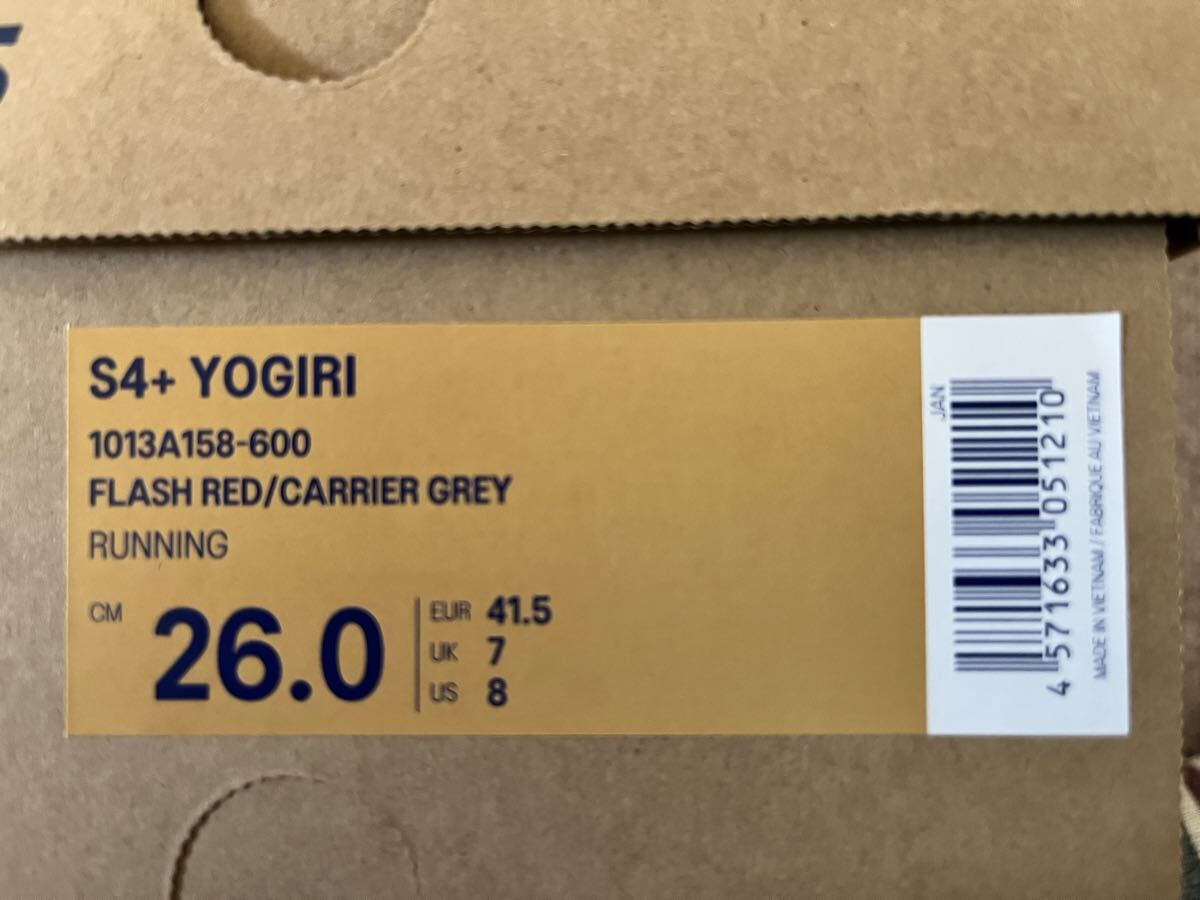 S4+ YOGIRI
1013A158-600
FLASH RED/CARRIER GREY
RUNNING
CM 26.0
EUR 41.5
UK 7
US 8
JAN
4 571633 051210
MADE IN VIETNAM / FABRIQUE AU VIETNAM